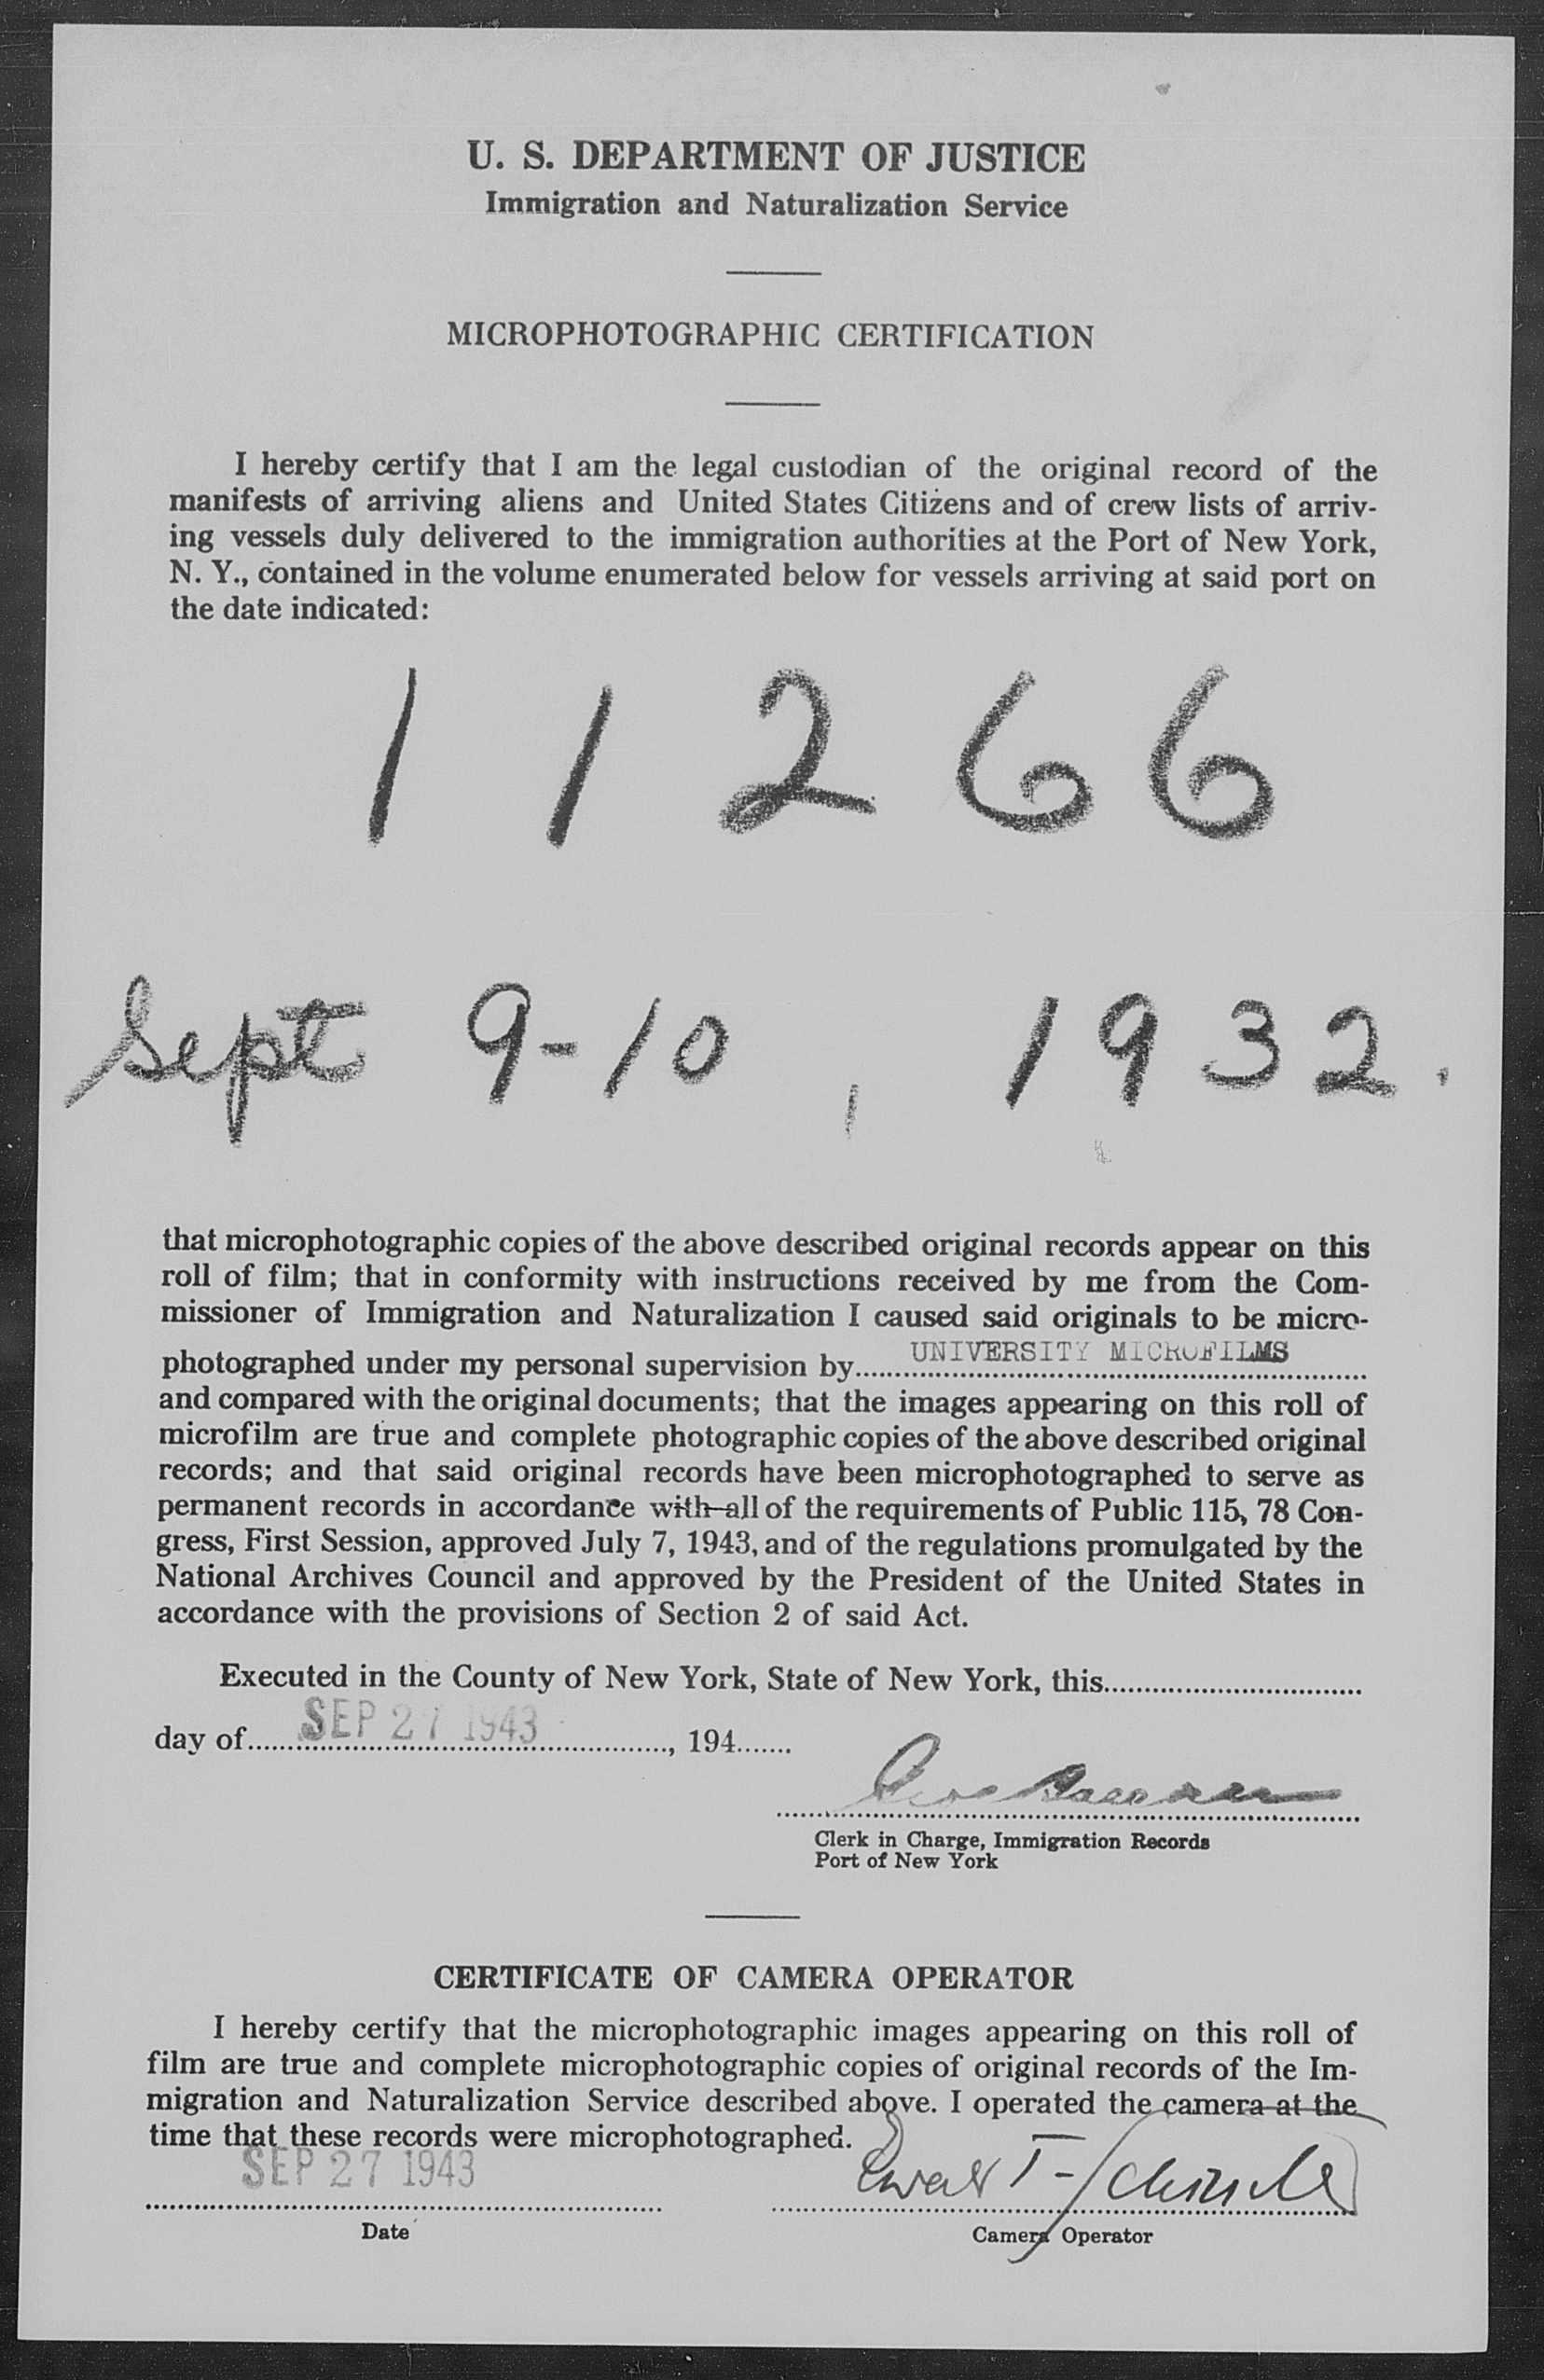 U. S. DEPARTMENT OF JUSTICE
Immigration and Naturalization Service
MICROPHOTOGRAPHIC CERTIFICATION
I hereby certify that I am the legal custodian of the original record of the
manifests of arriving aliens and United States Citizens and of crew lists of arriv-
ing vessels duly delivered to the immigration authorities at the Port of New York,
N. Y., contained in the volume enumerated below for vessels arriving at said port on
the date indicated:
11266
Sept 9-10, 1932.
that microphotographic copies of the above described original records appear on this
roll of film; that in conformity with instructions received by me from the Com-
missioner of Immigration and Naturalization I caused said originals to be micro-
photographed under my personal supervision by UNIVERSITY MICROFILMS
and compared with the original documents; that the images appearing on this roll of
microfilm are true and complete photographic copies of the above described original
records; and that said original records have been microphotographed to serve as
permanent records in accordance with all of the requirements of Public 115, 78 Con-
gress, First Session, approved July 7, 1943, and of the regulations promulgated by the
National Archives Council and approved by the President of the United States in
accordance with the provisions of Section 2 of said Act.
Executed in the County of New York, State of New York, this
day of SEP 27 1943, 194
Clerk in Charge, Immigration Records
Port of New York
CERTIFICATE OF CAMERA OPERATOR
I hereby certify that the microphotographic images appearing on this roll of
film are true and complete microphotographic copies of original records of the Im-
migration and Naturalization Service described above. I operated the camera at the
time that these records were microphotographed.
SEP 27 1943
Date
Camera Operator